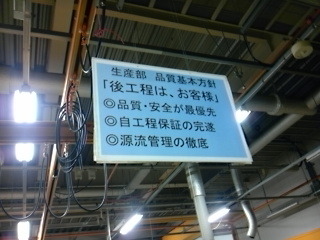 生産部 品質基本方針
「後工程は、お客様」
◎品質・安全が最優先
◎自工程保証の完遂
◎源流管理の徹底